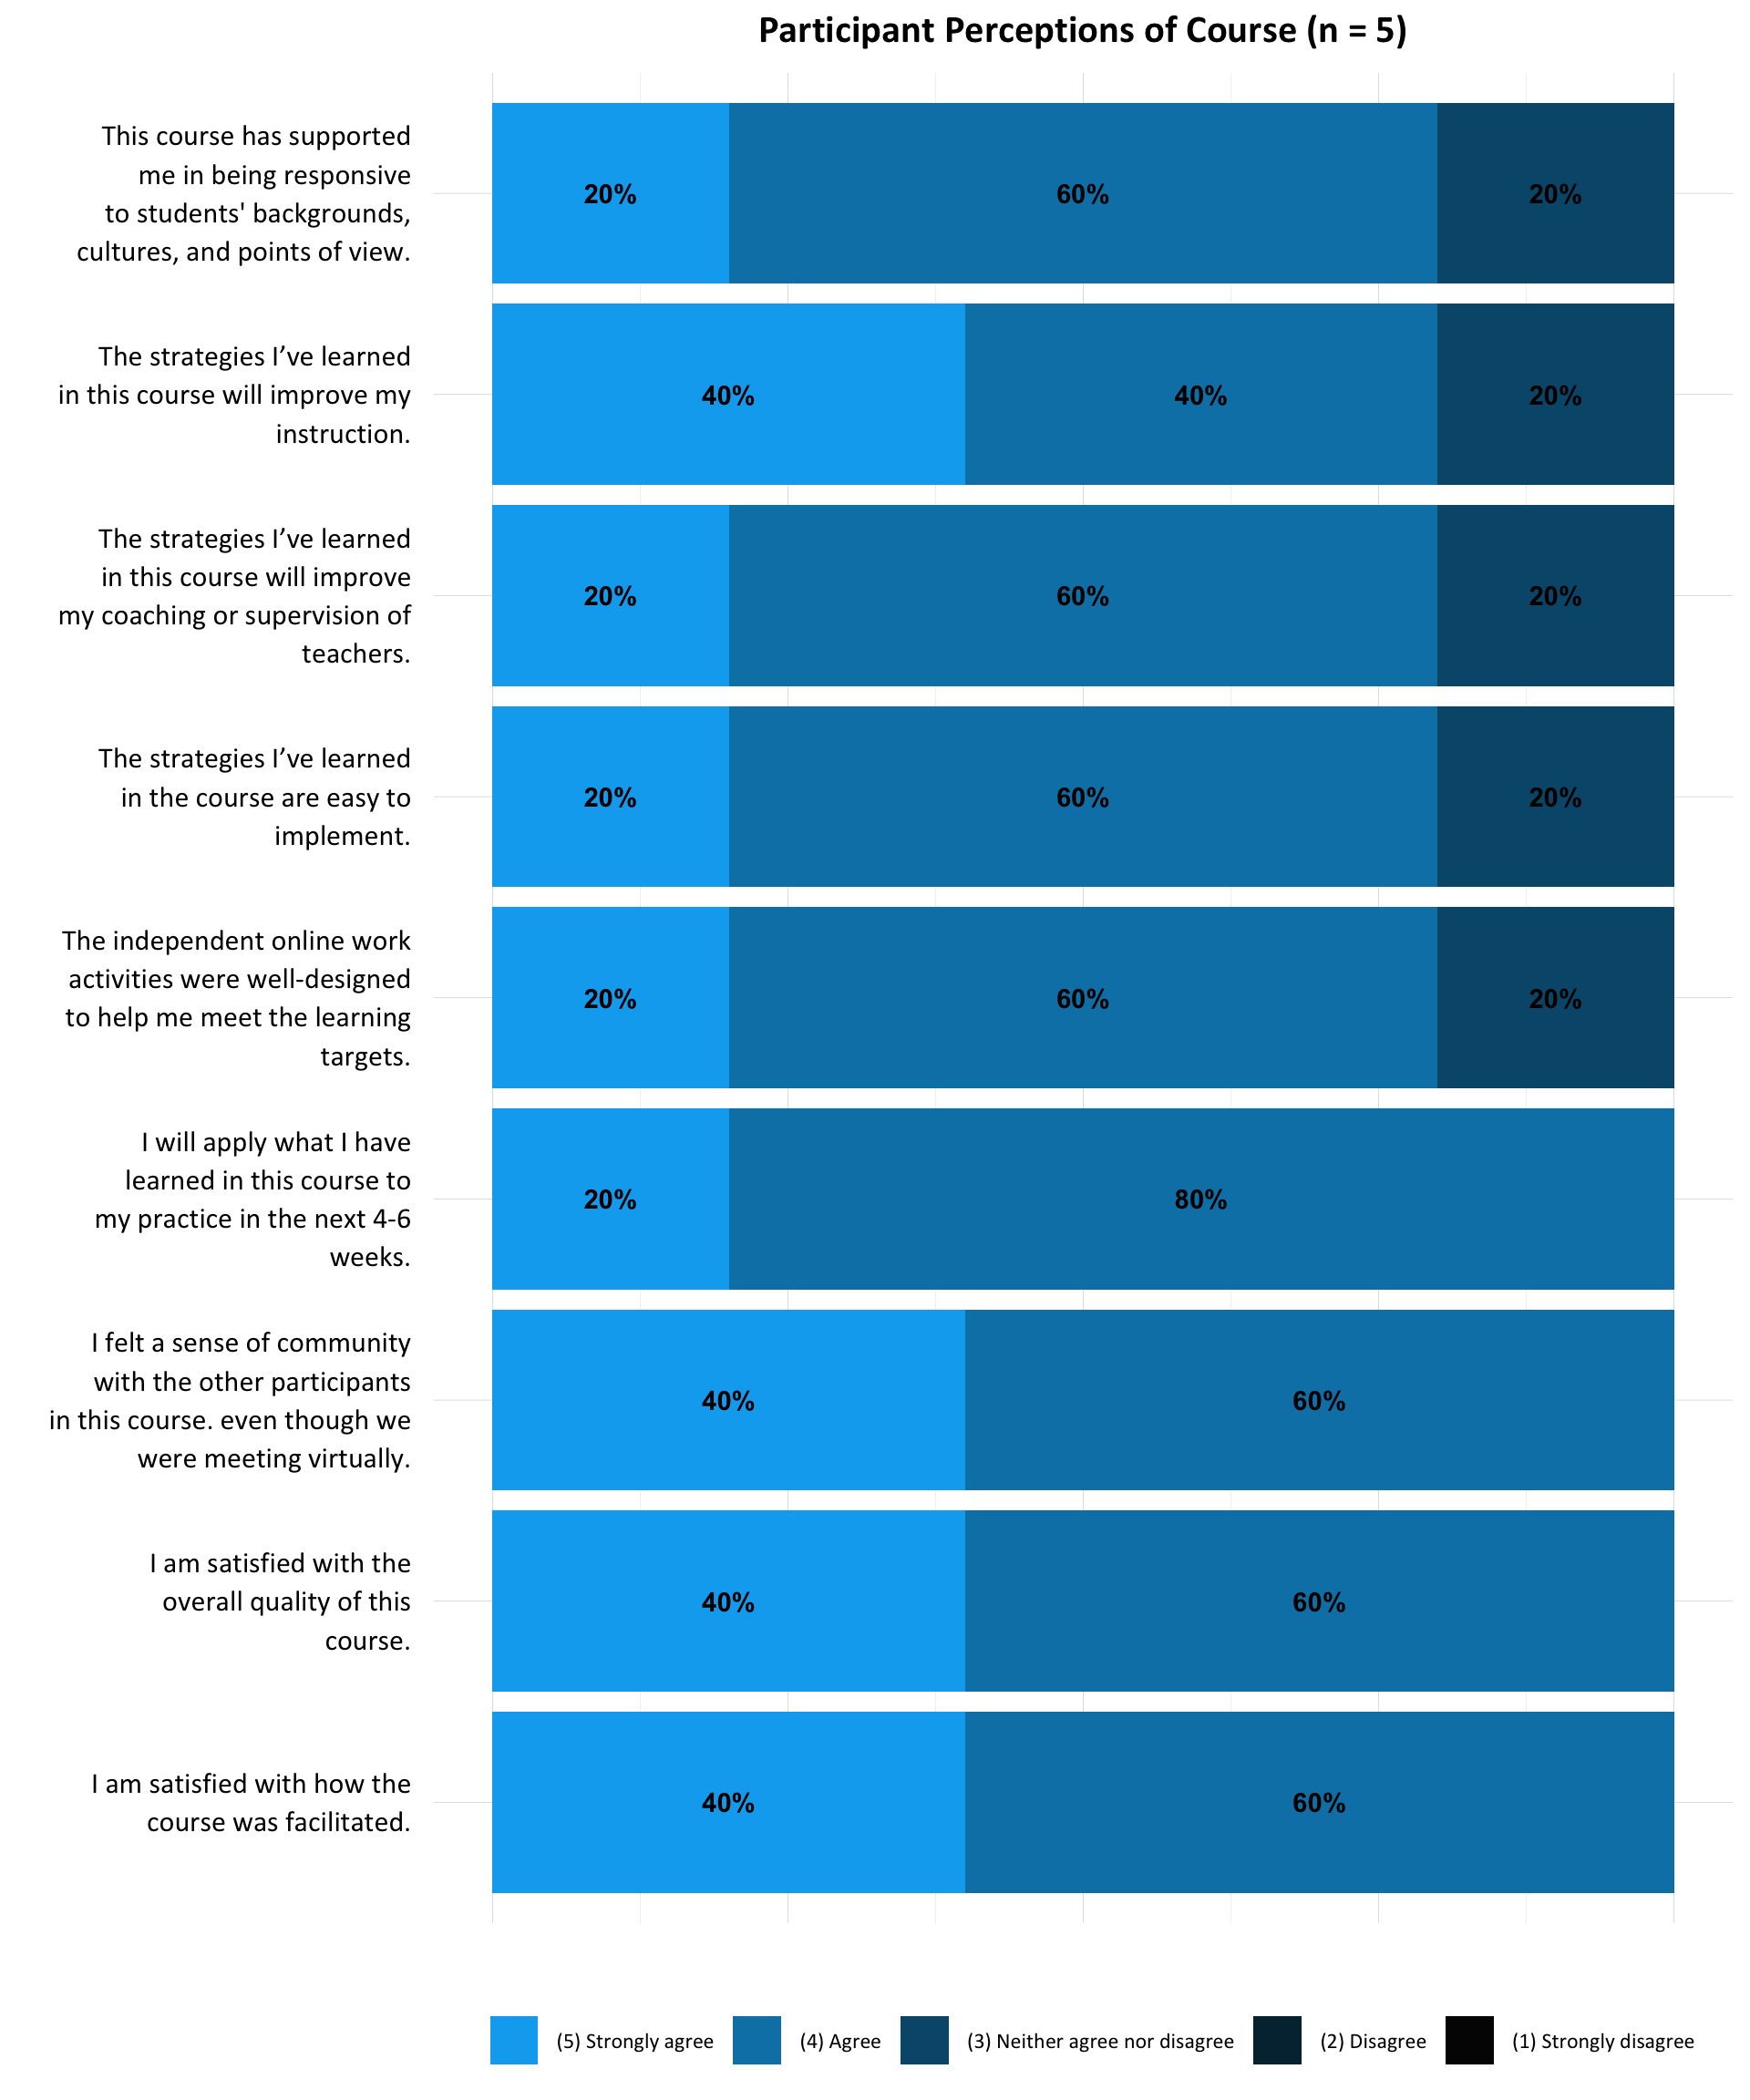 Participant Perceptions of Course (n = 5)
This course has supported
me in being responsive
to students' backgrounds,
cultures, and points of view.
20%
60%
20%
The strategies I’ve learned
in this course will improve my
instruction.
40%
40%
20%
The strategies I’ve learned
in this course will improve
my coaching or supervision of
teachers.
20%
60%
20%
The strategies I’ve learned
in the course are easy to
implement.
20%
60%
20%
The independent online work
activities were well-designed
to help me meet the learning
targets.
20%
60%
20%
I will apply what I have
learned in this course to
my practice in the next 4-6
weeks.
20%
80%
I felt a sense of community
with the other participants
in this course. even though we
were meeting virtually.
40%
60%
I am satisfied with the
overall quality of this
course.
40%
60%
I am satisfied with how the
course was facilitated.
40%
60%
(5) Strongly agree
(4) Agree
(3) Neither agree nor disagree
(2) Disagree
(1) Strongly disagree